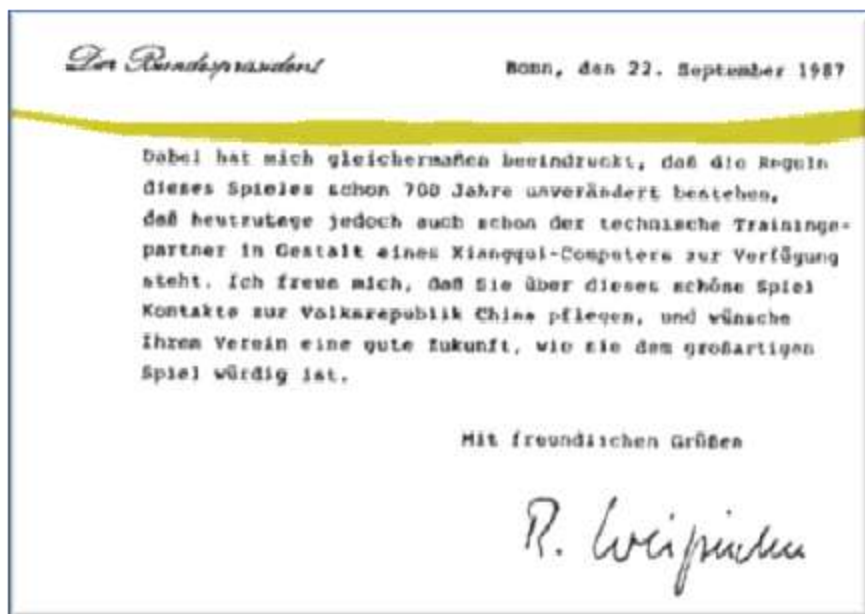 Der Bundespräsident
Bonn, den 22. September 1987
Dabei hat mich gleichermaßen beeindruckt, daß die Regeln
dieses Spieles schon 700 Jahre unverändert bestehen,
daß heutzutage jedoch auch schon der technische Trainings-
partner in Gestalt eines Xiangqui-Computers zur Verfügung
steht. Ich freue mich, daß Sie über dieses schöne Spiel
Kontakte zur Volksrepublik China pflegen, und wünsche
Ihrem Verein eine gute Zukunft, wie sie dem großartigen
Spiel würdig ist.
Mit freundlichen Grüßen
R. Weizsäcker